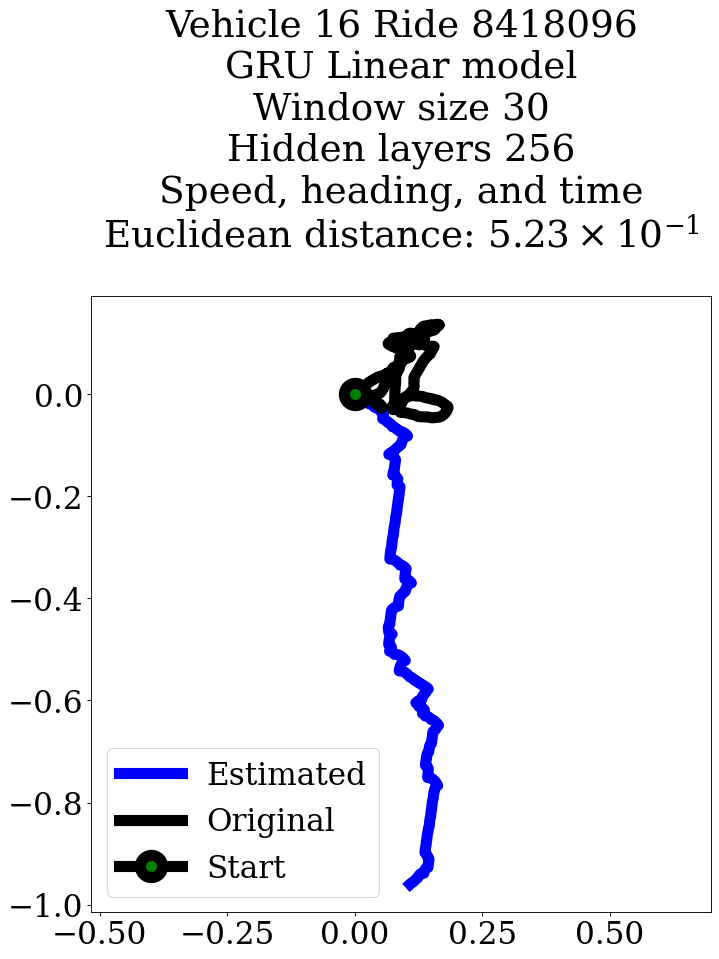 Vehicle 16 Ride 8418096
GRU Linear model
Window size 30
Hidden layers 256
Speed, heading, and time
Euclidean distance: 5.23 × 10⁻¹
0.0
−0.2
−0.4
−0.6
−0.8
−1.0
Estimated
Original
Start
−0.50 −0.25 0.00 0.25 0.50